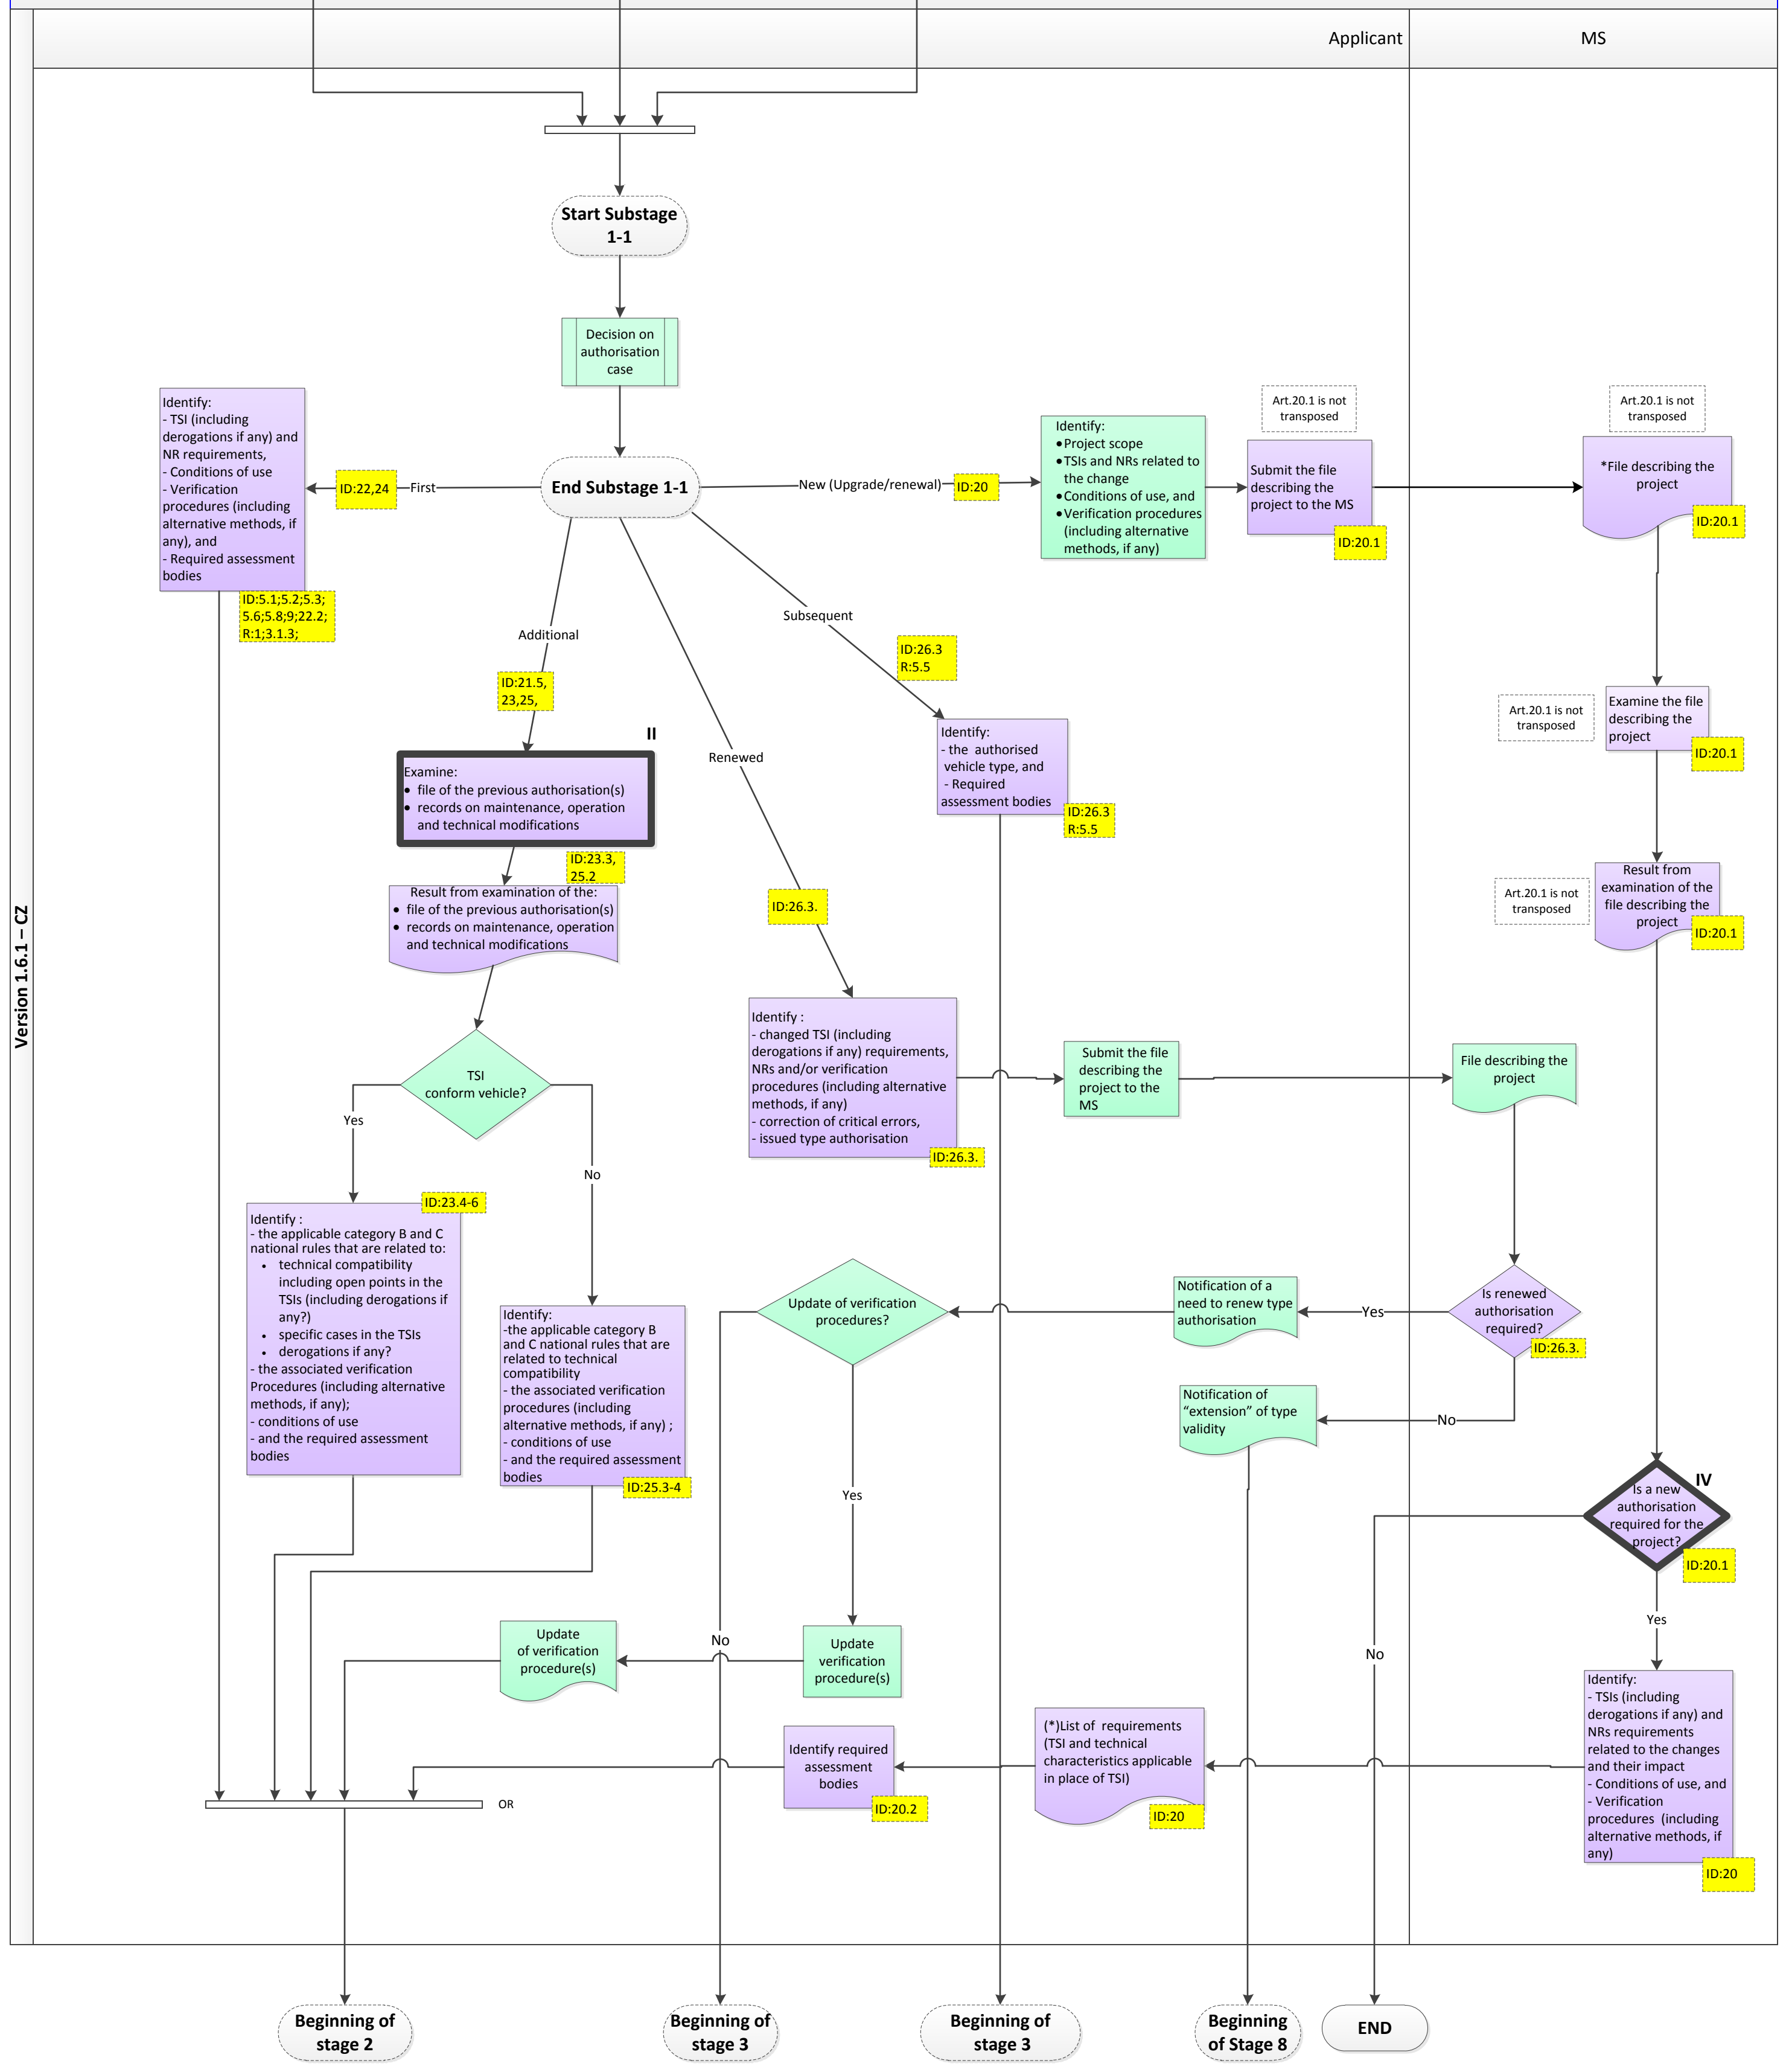 Applicant
MS
Version 1.6.1 – CZ
Start Substage
1-1
Decision on
authorisation
case
End Substage 1-1
First
ID:22,24
Identify:
- TSI (including
derogations if any) and
NR requirements,
- Conditions of use
- Verification
procedures (including
alternative methods, if
any), and
- Required assessment
bodies
ID:5.1;5.2;5.3;
5.6;5.8;9;22.2;
R:1;3.1.3;
New (Upgrade/renewal)
ID:20
Identify:
•Project scope
•TSIs and NRs related to
the change
•Conditions of use, and
•Verification procedures
(including alternative
methods, if any)
Art.20.1 is not
transposed
Submit the file
describing the
project to the MS
ID:20.1
Art.20.1 is not
transposed
*File describing the
project
ID:20.1
Additional
ID:21.5,
23,25,
Subsequent
ID:26.3
R:5.5
Renewed
ID:26.3.
II
Examine:
• file of the previous authorisation(s)
• records on maintenance, operation
and technical modifications
ID:23.3,
25.2
Result from examination of the:
• file of the previous authorisation(s)
• records on maintenance, operation
and technical modifications
Identify:
- the authorised
vehicle type, and
- Required
assessment bodies
ID:26.3
R:5.5
Art.20.1 is not
transposed
Examine the file
describing the
project
ID:20.1
Art.20.1 is not
transposed
Result from
examination of the
file describing the
project
ID:20.1
TSI
conform vehicle?
Yes
No
Identify :
- changed TSI (including
derogations if any) requirements,
NRs and/or verification
procedures (including alternative
methods, if any)
- correction of critical errors,
- issued type authorisation
ID:26.3.
Submit the file
describing the
project to the
MS
File describing the
project
ID:23.4-6
Identify :
- the applicable category B and C
national rules that are related to:
• technical compatibility
including open points in the
TSIs (including derogations if
any?)
• specific cases in the TSIs
• derogations if any?
- the associated verification
Procedures (including alternative
methods, if any);
- conditions of use
- and the required assessment
bodies
Identify:
-the applicable category B
and C national rules that are
related to technical
compatibility
- the associated verification
procedures (including
alternative methods, if any) ;
- conditions of use
- and the required assessment
bodies
ID:25.3-4
Update of verification
procedures?
Notification of a
need to renew type
authorisation
Yes
Is renewed
authorisation
required?
ID:26.3.
Notification of
“extension” of type
validity
No
Yes
No
IV
Is a new
authorisation
required for the
project?
ID:20.1
Yes
No
Update
of verification
procedure(s)
Update
verification
procedure(s)
Identify required
assessment
bodies
ID:20.2
(*)List of requirements
(TSI and technical
characteristics applicable
in place of TSI)
ID:20
Identify:
- TSIs (including
derogations if any) and
NRs requirements
related to the changes
and their impact
- Conditions of use, and
- Verification
procedures (including
alternative methods, if
any)
ID:20
OR
Beginning of
stage 2
Beginning of
stage 3
Beginning of
stage 3
Beginning
of Stage 8
END